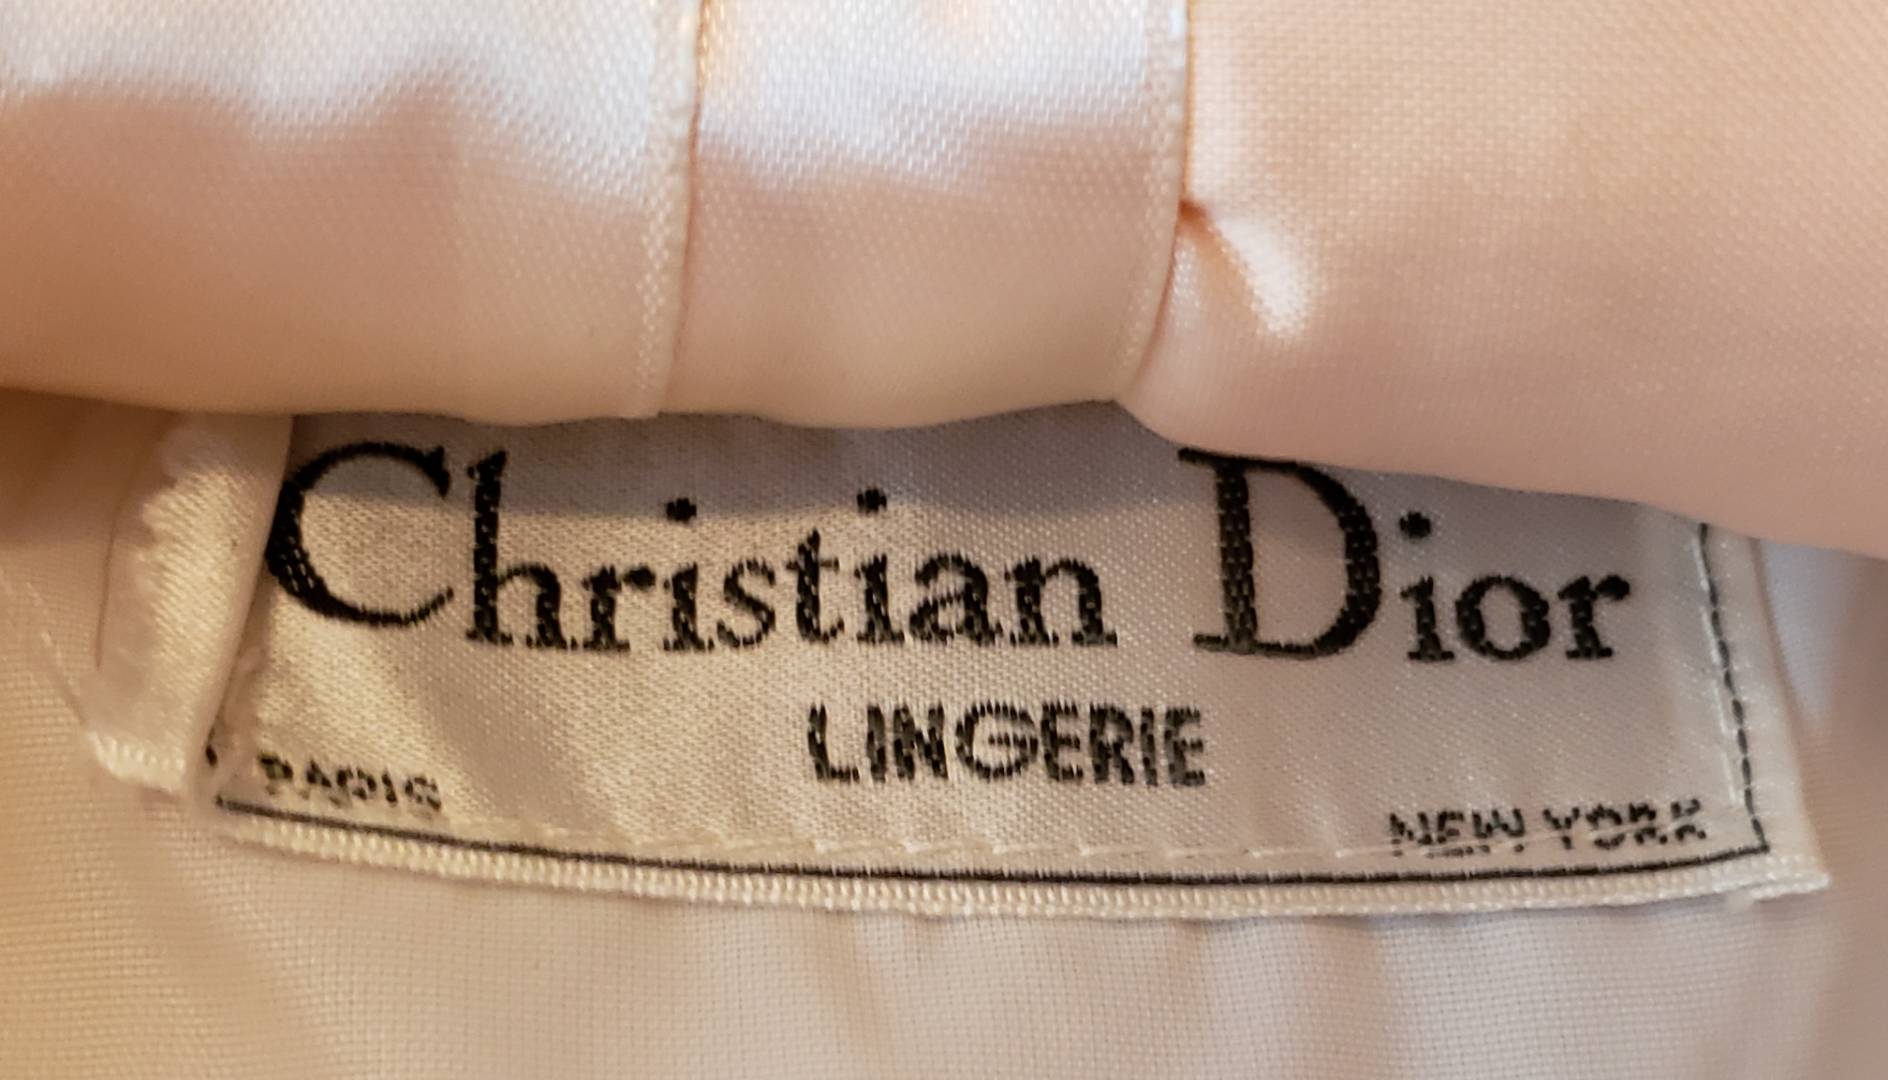 Christian Dior
LINGERIE
PARIS NEW YORK